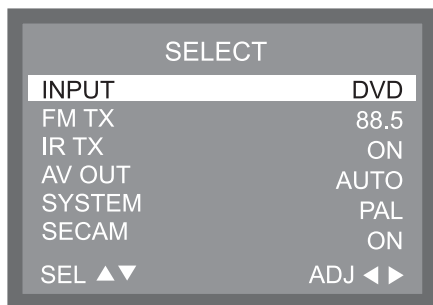 SELECT
INPUT DVD
FM TX 88.5
IR TX ON
AV OUT AUTO
SYSTEM PAL
SECAM ON
SEL ▲▼ ADJ ◀ ▶